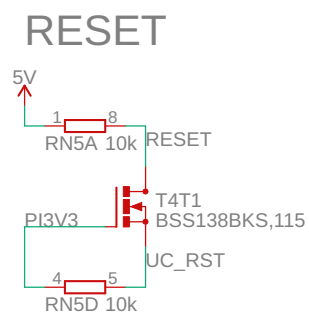 RESET
5V
1 8
RN5A 10k
RESET
T4T1
PI3V3 BSS138BKS,115
UC_RST
4 5
RN5D 10k